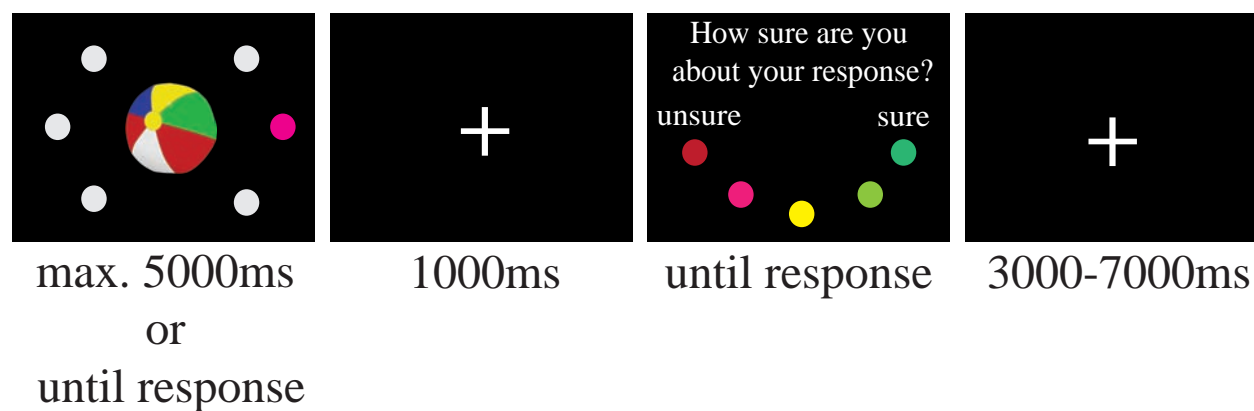 How sure are you
about your response?
unsure sure
max. 5000ms
or
until response
1000ms
until response
3000-7000ms